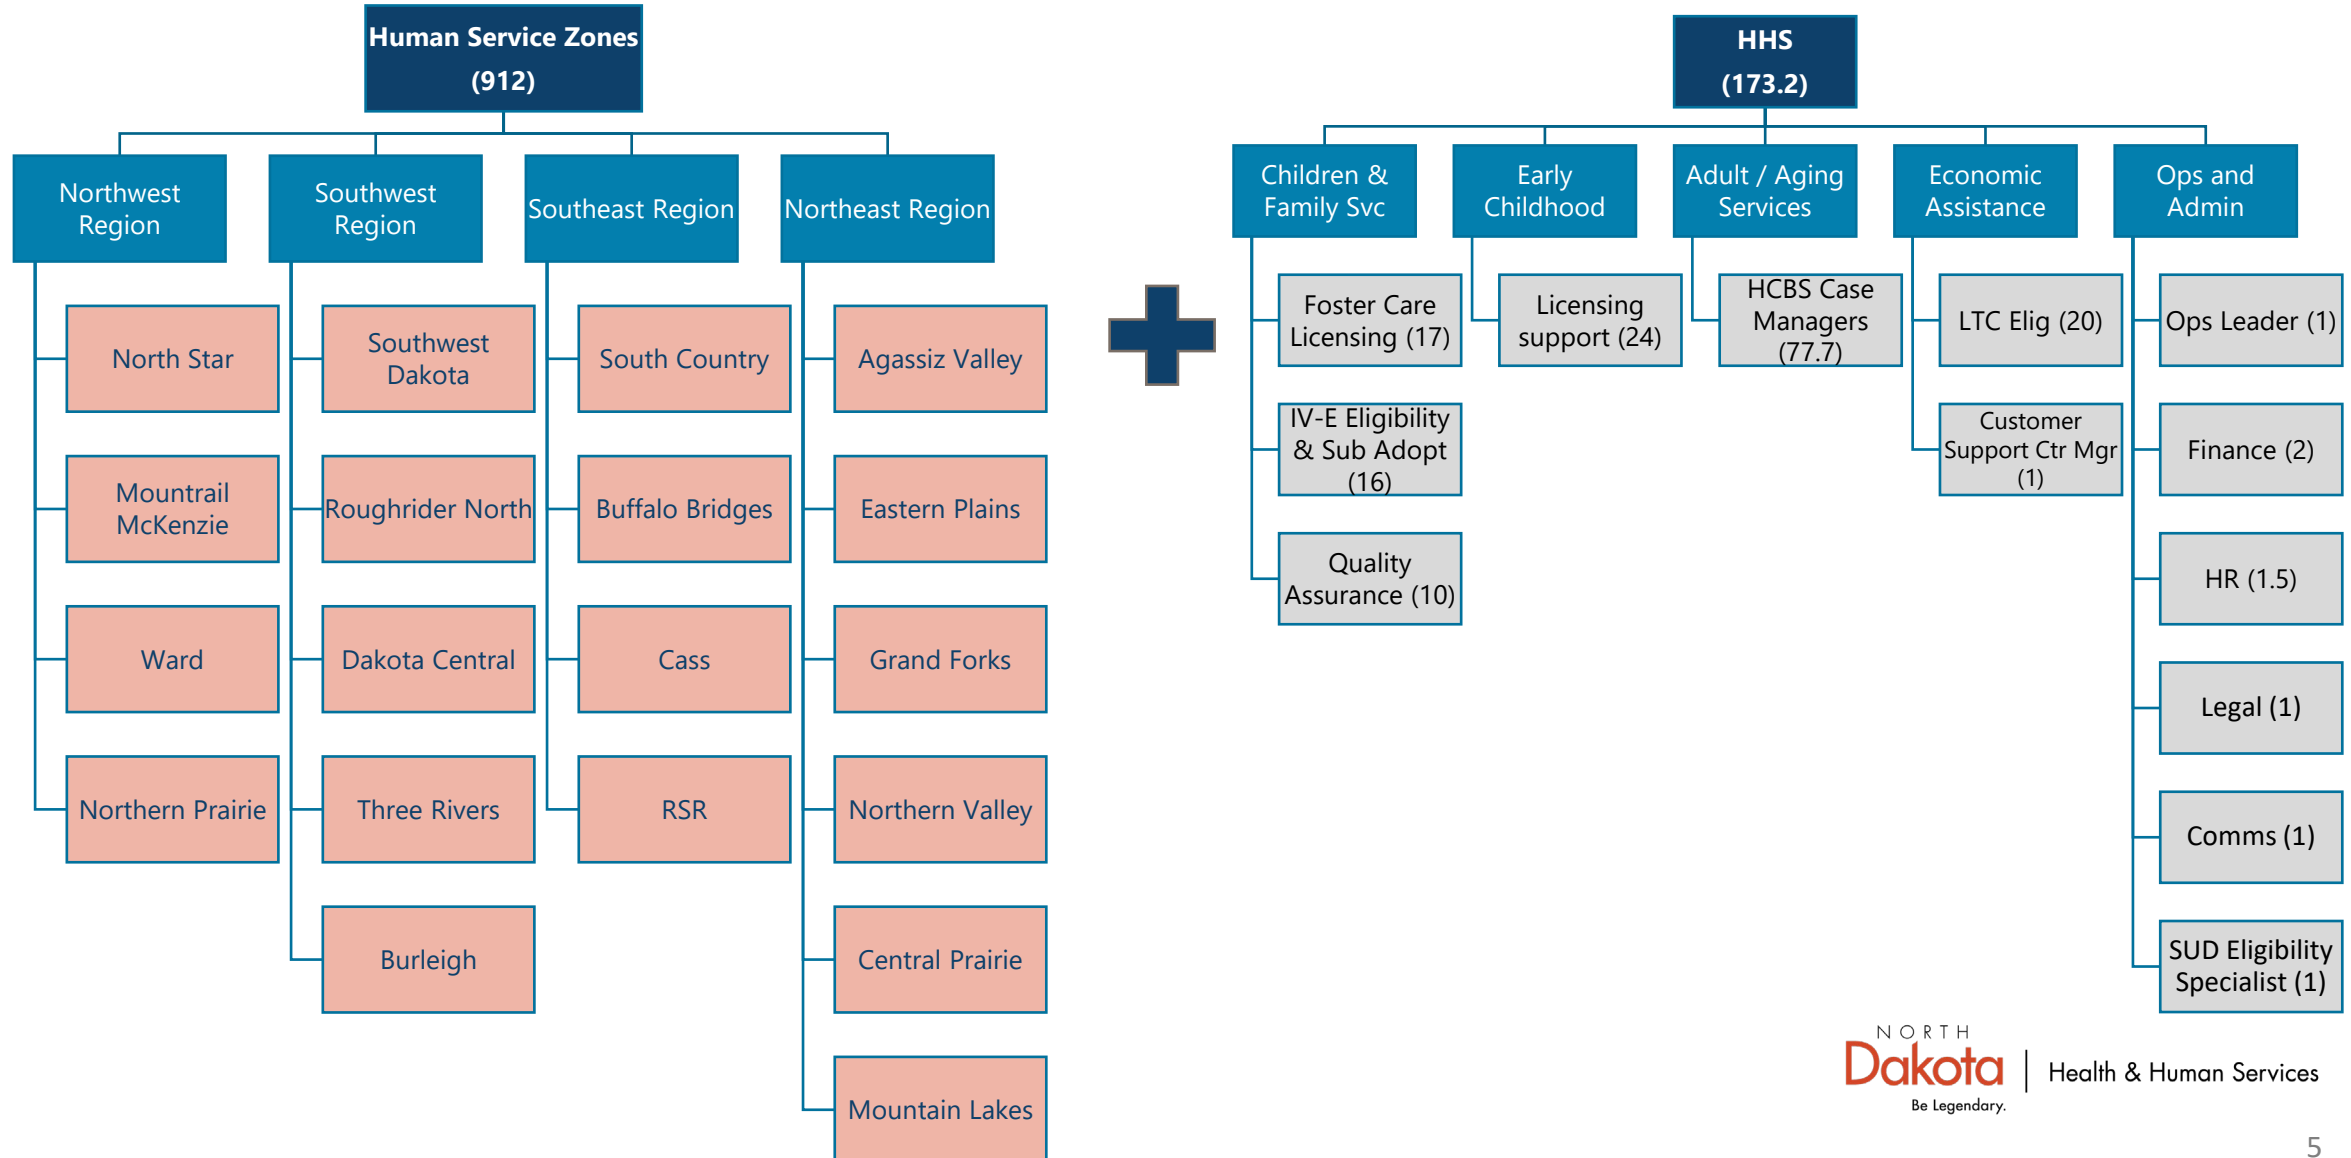 Human Service Zones
(912)
Northwest
Region
North Star
Mountrail
McKenzie
Ward
Northern Prairie
Southwest
Region
Southwest
Dakota
Roughrider North
Dakota Central
Three Rivers
Burleigh
Southeast Region
South Country
Buffalo Bridges
Cass
RSR
Northeast Region
Agassiz Valley
Eastern Plains
Grand Forks
Northern Valley
Central Prairie
Mountain Lakes
HHS
(173.2)
Children &
Family Svc
Foster Care
Licensing (17)
IV-E Eligibility
& Sub Adopt
(16)
Quality
Assurance (10)
Early
Childhood
Licensing
support (24)
Adult / Aging
Services
HCBS Case
Managers
(77.7)
Economic
Assistance
LTC Elig (20)
Customer
Support Ctr Mgr
(1)
Ops and
Admin
Ops Leader (1)
Finance (2)
HR (1.5)
Legal (1)
Comms (1)
SUD Eligibility
Specialist (1)
NORTH
Dakota
Be Legendary.
Health & Human Services
5